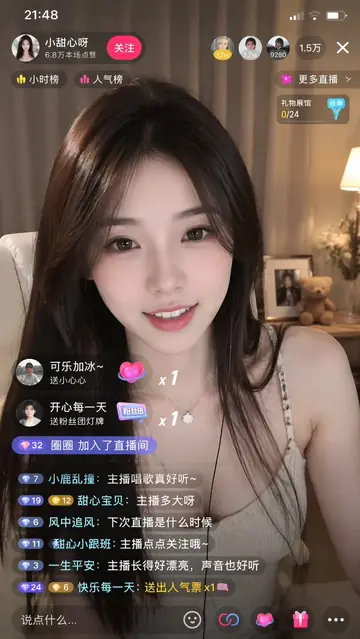 21:48
小甜心呀
6.8万本场点赞
关注
9280
1.5万
小时榜
人气榜
更多直播
礼物展馆
0/24
可乐加冰~
送小心心
x1
开心每一天
送粉丝团灯牌
粉丝团
x1
32 圈圈 加入了直播间
7 小鹿乱撞：主播唱歌真好听~
19 12 甜心宝贝：主播多大呀
6 风中追风：下次直播是什么时候
11 甜心小跟班：主播点点关注哦~
3 一生平安：主播长得好漂亮，声音也好听
24 6 快乐每一天：送出人气票 x1
说点什么...